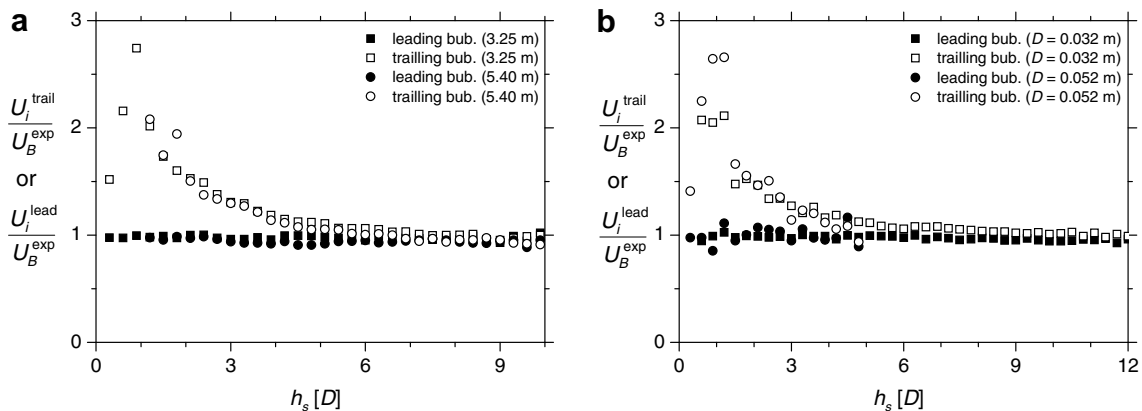 a
3
2
1
0
0
3
6
9
h_s [D]
U_i^trail
U_B^exp
or
U_i^lead
U_B^exp
leading bub. (3.25 m)
trailling bub. (3.25 m)
leading bub. (5.40 m)
trailling bub. (5.40 m)
b
3
2
1
0
0
3
6
9
12
h_s [D]
U_i^trail
U_B^exp
or
U_i^lead
U_B^exp
leading bub. (D = 0.032 m)
trailling bub. (D = 0.032 m)
leading bub. (D = 0.052 m)
trailling bub. (D = 0.052 m)